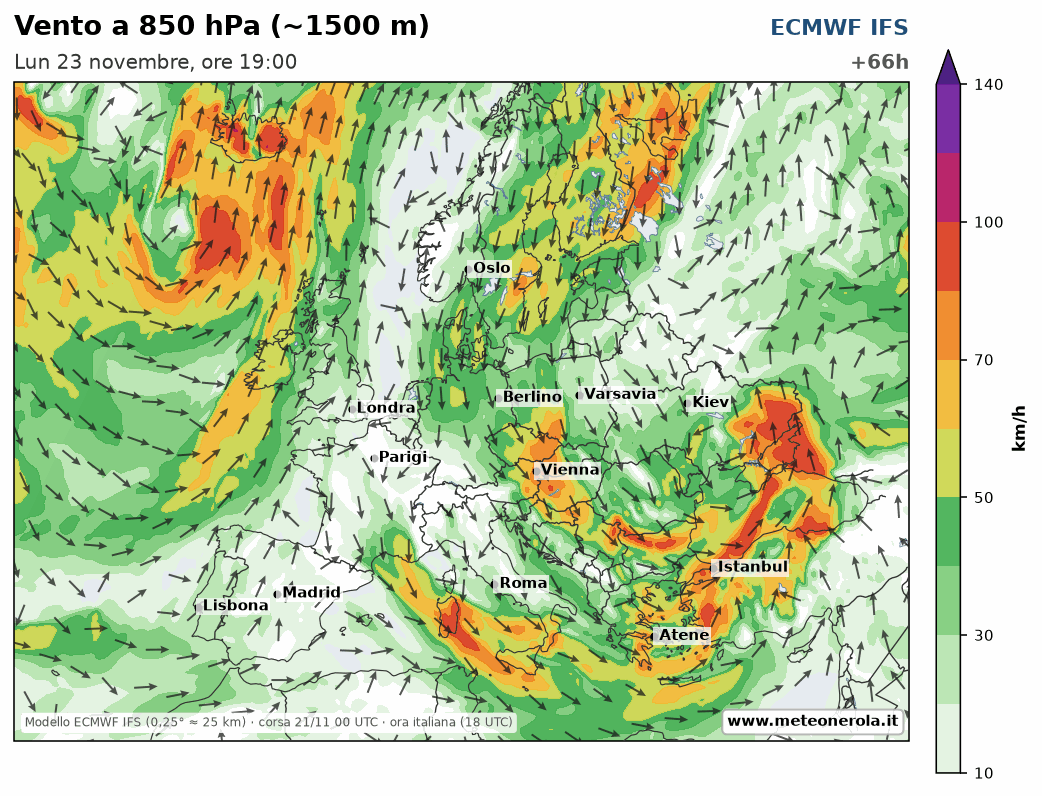 Vento a 850 hPa (~1500 m)
ECMWF IFS
Lun 23 novembre, ore 19:00
+66h
140
100
70
50
30
10
km/h
Oslo
Londra
Berlino
Varsavia
Kiev
Parigi
Vienna
Istanbul
Roma
Madrid
Lisbona
Atene
Modello ECMWF IFS (0,25° ≈ 25 km) · corsa 21/11 00 UTC · ora italiana (18 UTC)
www.meteonerola.it